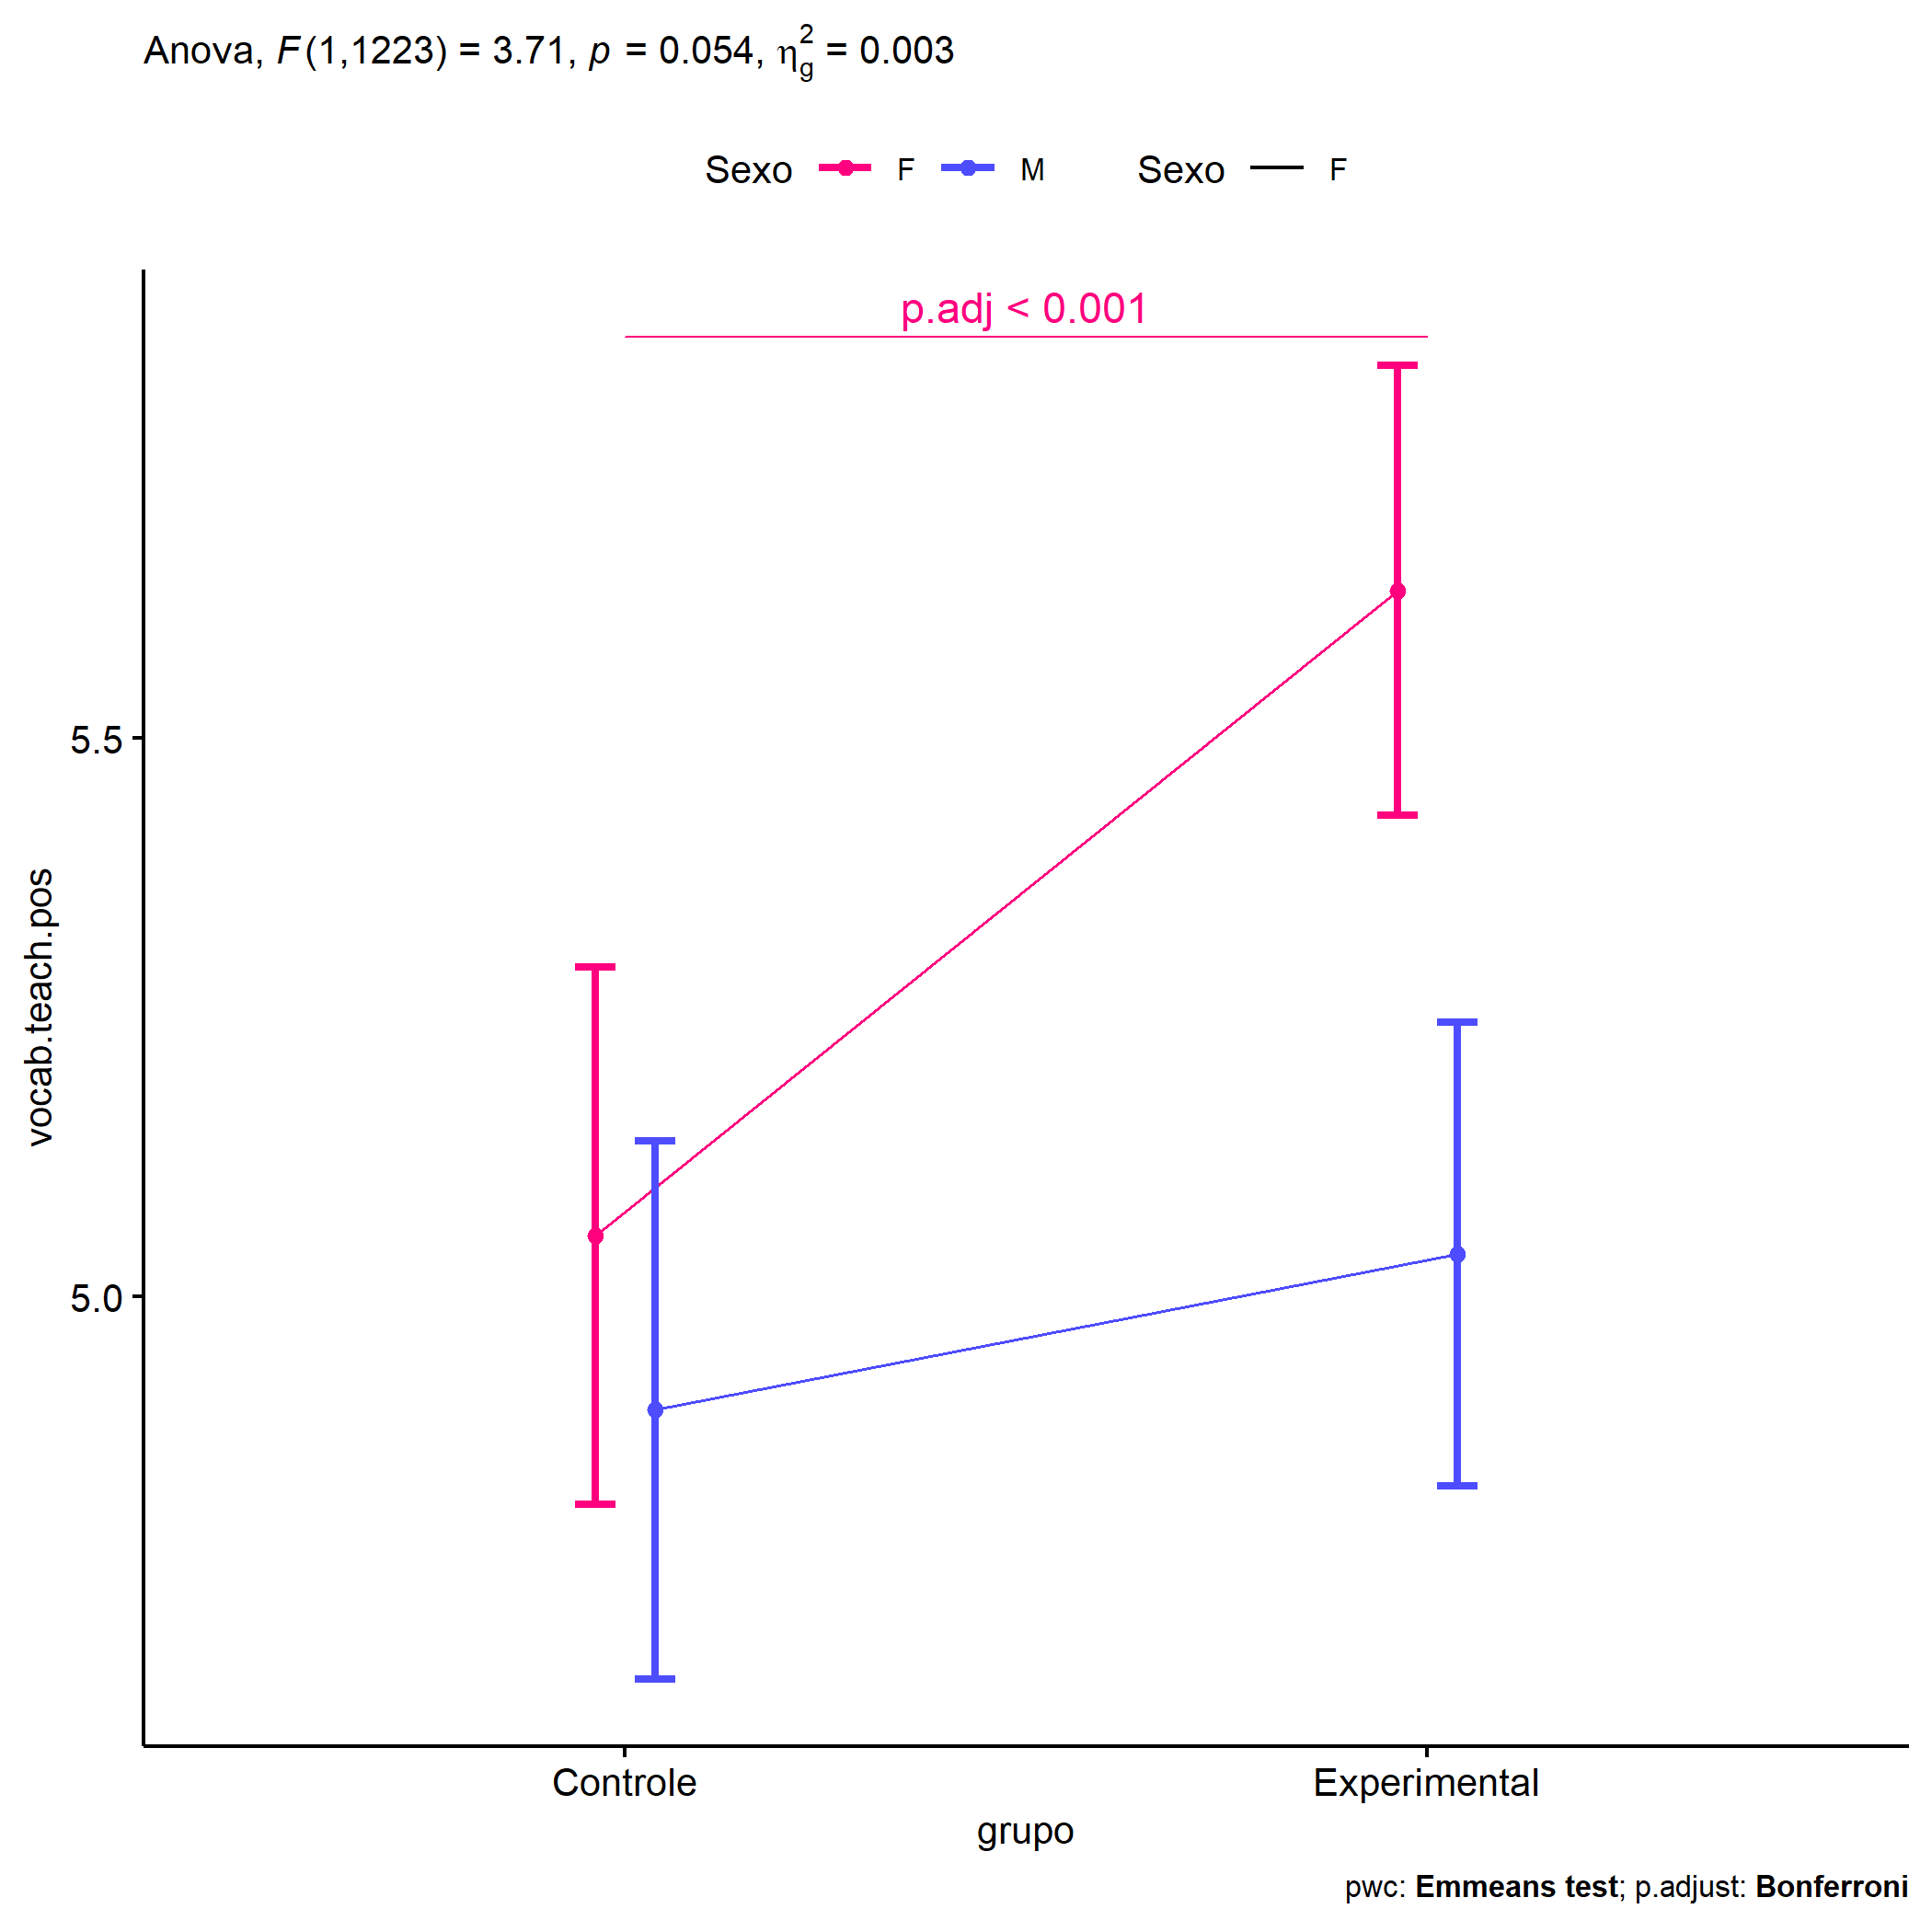 Anova, F(1,1223) = 3.71, p = 0.054, η²g = 0.003
Sexo F M Sexo F
p.adj < 0.001
5.5
5.0
vocab.teach.pos
Controle Experimental
grupo
pwc: Emmeans test; p.adjust: Bonferroni